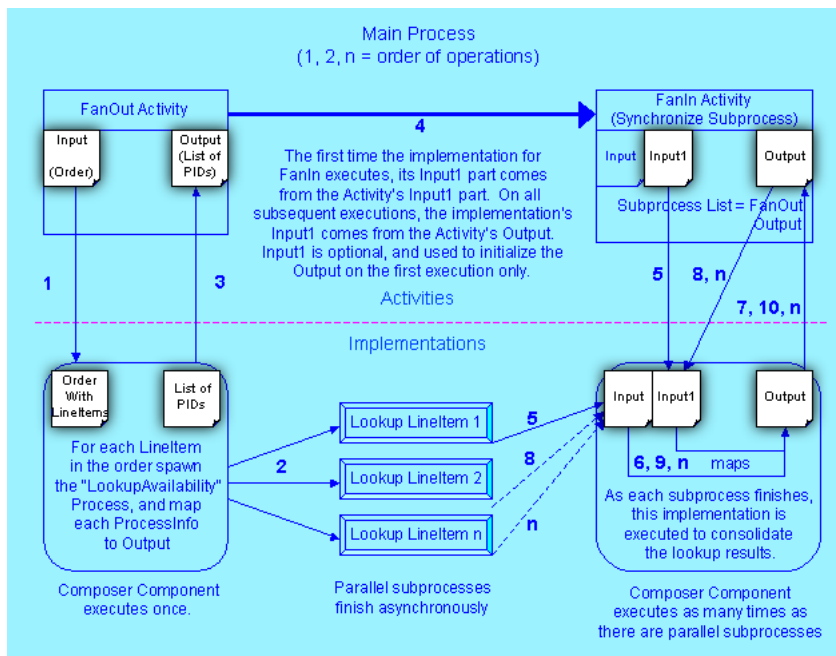 Main Process
(1, 2, n = order of operations)
FanOut Activity
Input
(Order)
Output
(List of
PIDs)
4
FanIn Activity
(Synchronize Subprocess)
Input
Input1
Output
Subprocess List = FanOut
Output
The first time the implementation for
FanIn executes, its Input1 part comes
from the Activity's Input1 part. On all
subsequent executions, the implementation's
Input1 comes from the Activity's Output.
Input1 is optional, and used to initialize the
Output on the first execution only.
1
3
5
8, n
7, 10, n
Activities
Implementations
Order
With
LineItems
List of
PIDs
For each LineItem
in the order spawn
the "LookupAvailability"
Process, and map
each ProcessInfo
to Output
2
Lookup LineItem 1
Lookup LineItem 2
Lookup LineItem n
5
8
n
Input
Input1
Output
6, 9, n
maps
As each subprocess finishes,
this implementation is
executed to consolidate
the lookup results.
Composer Component
executes once.
Parallel subprocesses
finish asynchronously
Composer Component
executes as many times as
there are parallel subprocesses